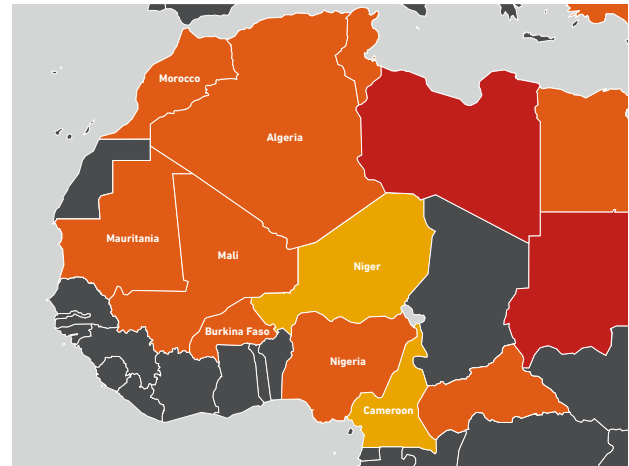 Morocco
Algeria
Mauritania
Mali
Niger
Burkina Faso
Nigeria
Cameroon